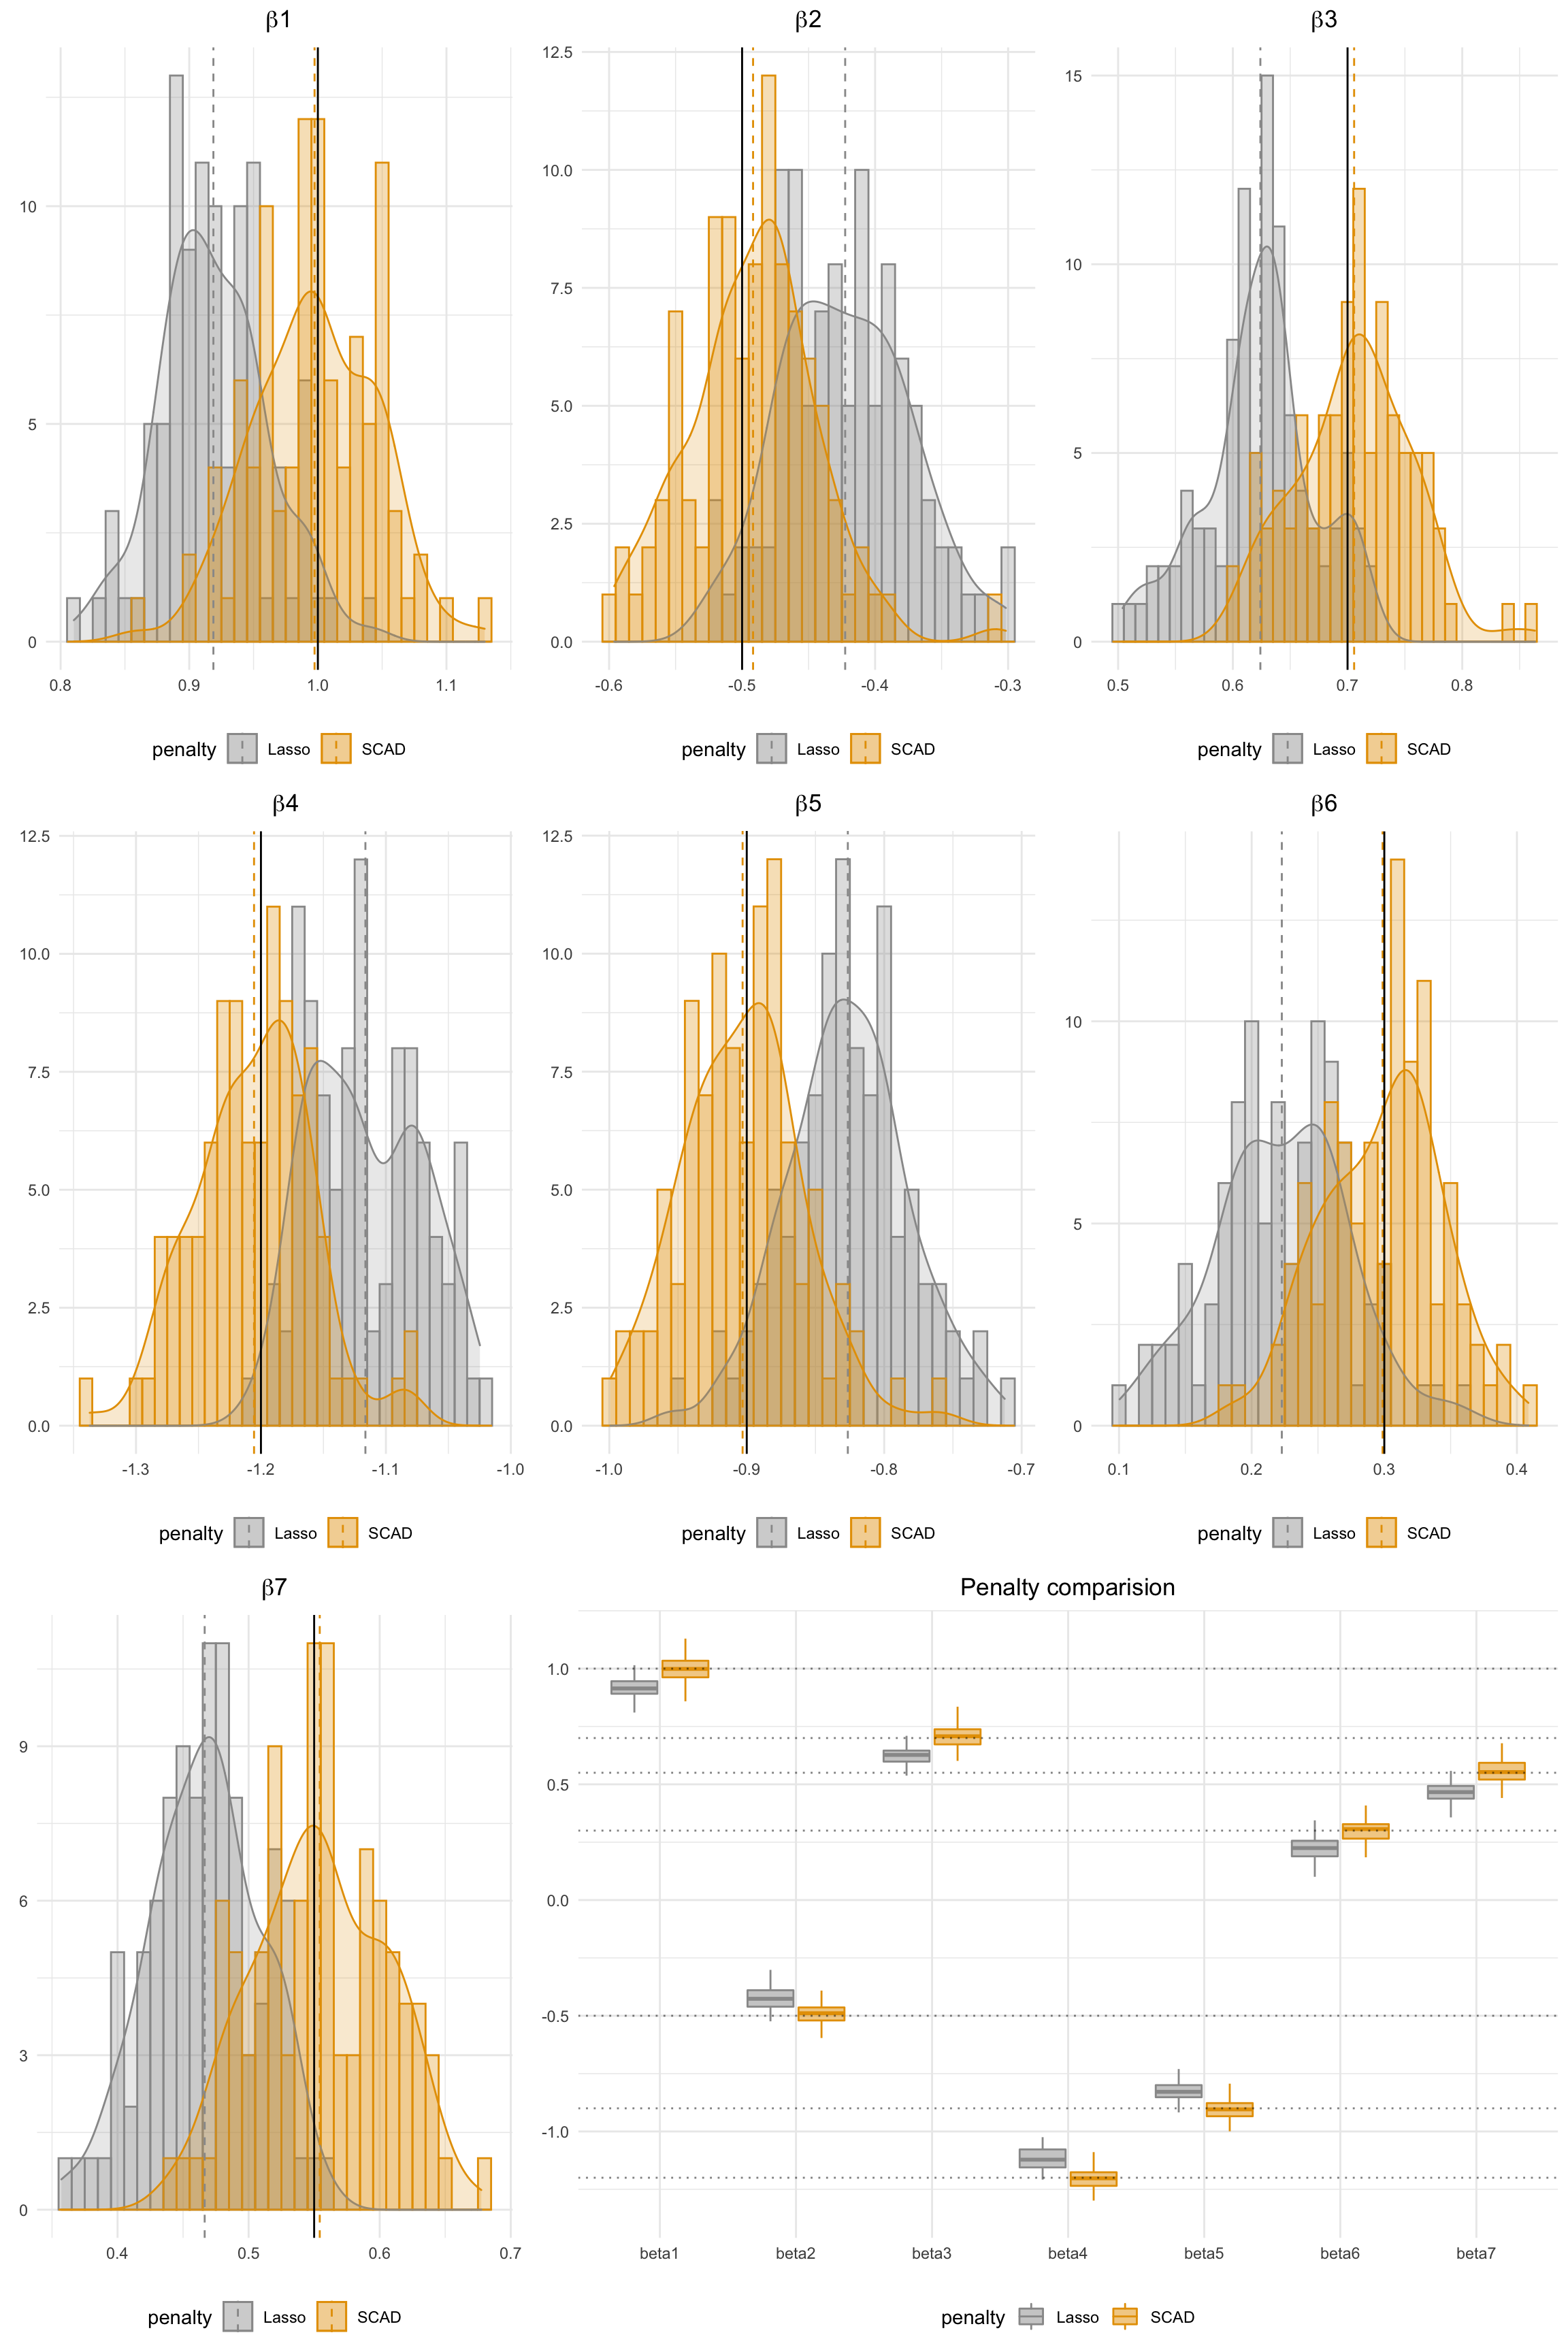 β1 β2 β3
10
5
0
0.8 0.9 1.0 1.1
12.5
10.0
7.5
5.0
2.5
0.0
-0.6 -0.5 -0.4 -0.3
15
10
5
0
0.5 0.6 0.7 0.8
penalty Lasso SCAD
penalty Lasso SCAD
penalty Lasso SCAD
β4 β5 β6
12.5
10.0
7.5
5.0
2.5
0.0
-1.3 -1.2 -1.1 -1.0
12.5
10.0
7.5
5.0
2.5
0.0
-1.0 -0.9 -0.8 -0.7
10
5
0
0.1 0.2 0.3 0.4
penalty Lasso SCAD
penalty Lasso SCAD
penalty Lasso SCAD
β7 Penalty comparision
9
6
3
0
0.4 0.5 0.6 0.7
1.0
0.5
0.0
-0.5
-1.0
beta1 beta2 beta3 beta4 beta5 beta6 beta7
penalty Lasso SCAD
penalty Lasso SCAD